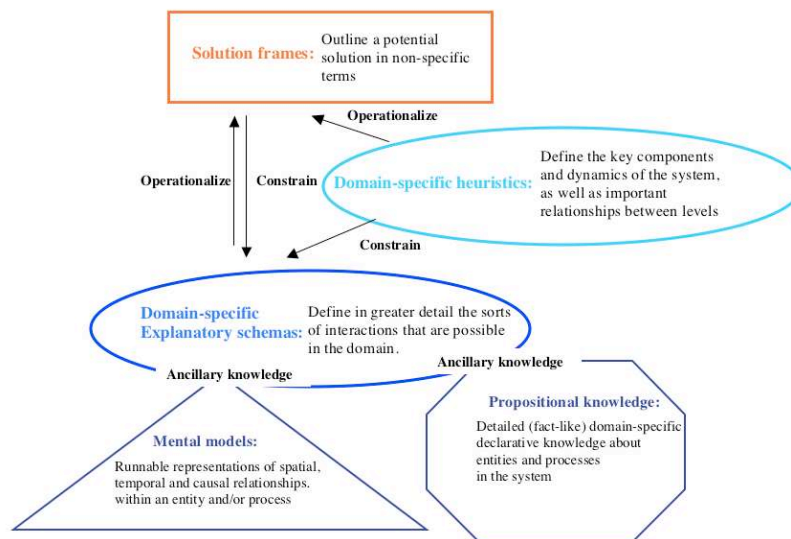 Solution frames:
Outline a potential
solution in non-specific
terms
Operationalize
Operationalize
Constrain
Domain-specific heuristics:
Define the key components
and dynamics of the system,
as well as important
relationships between levels
Constrain
Domain-specific
Explanatory schemas:
Define in greater detail the sorts
of interactions that are possible
in the domain.
Ancillary knowledge
Ancillary knowledge
Mental models:
Runnable representations of spatial,
temporal and causal relationships.
within an entity and/or process
Propositional knowledge:
Detailed (fact-like) domain-specific
declarative knowledge about
entities and processes
in the system